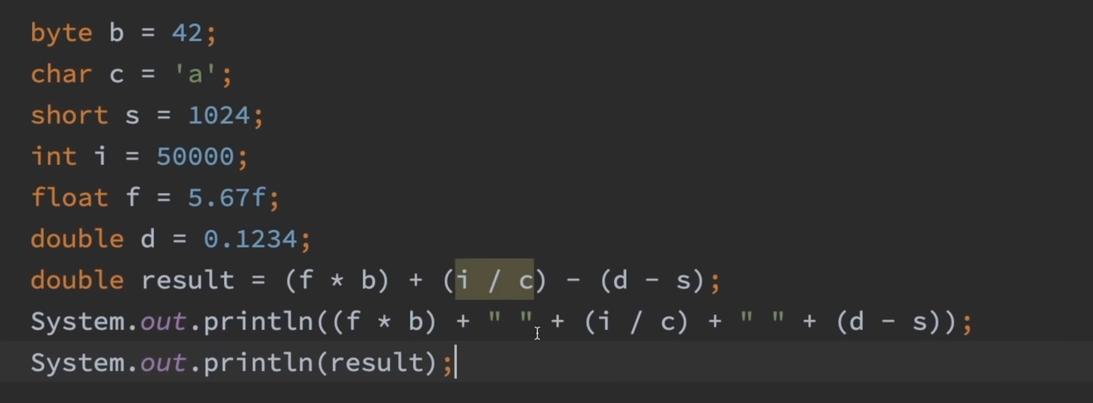 byte b = 42;
char c = 'a';
short s = 1024;
int i = 50000;
float f = 5.67f;
double d = 0.1234;
double result = (f * b) + (i / c) - (d - s);
System.out.println((f * b) + " " + (i / c) + " " + (d - s));
System.out.println(result);